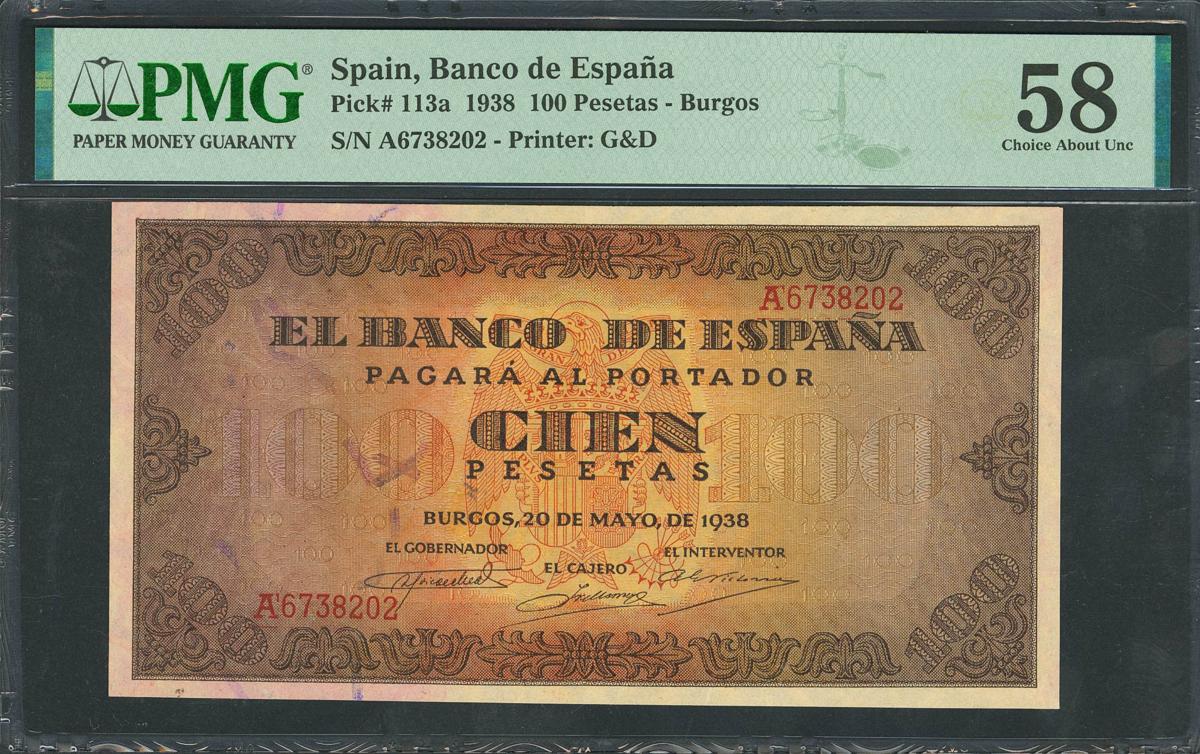 PMG®
PAPER MONEY GUARANTY
Spain, Banco de España
Pick# 113a 1938 100 Pesetas - Burgos
S/N A6738202 - Printer: G&D
58
Choice About Unc
A6738202
EL BANCO DE ESPAÑA
PAGARÁ AL PORTADOR
CIEN
100 100
PESETAS
BURGOS, 20 DE MAYO, DE 1938
EL GOBERNADOR
EL INTERVENTOR
EL CAJERO
A6738202